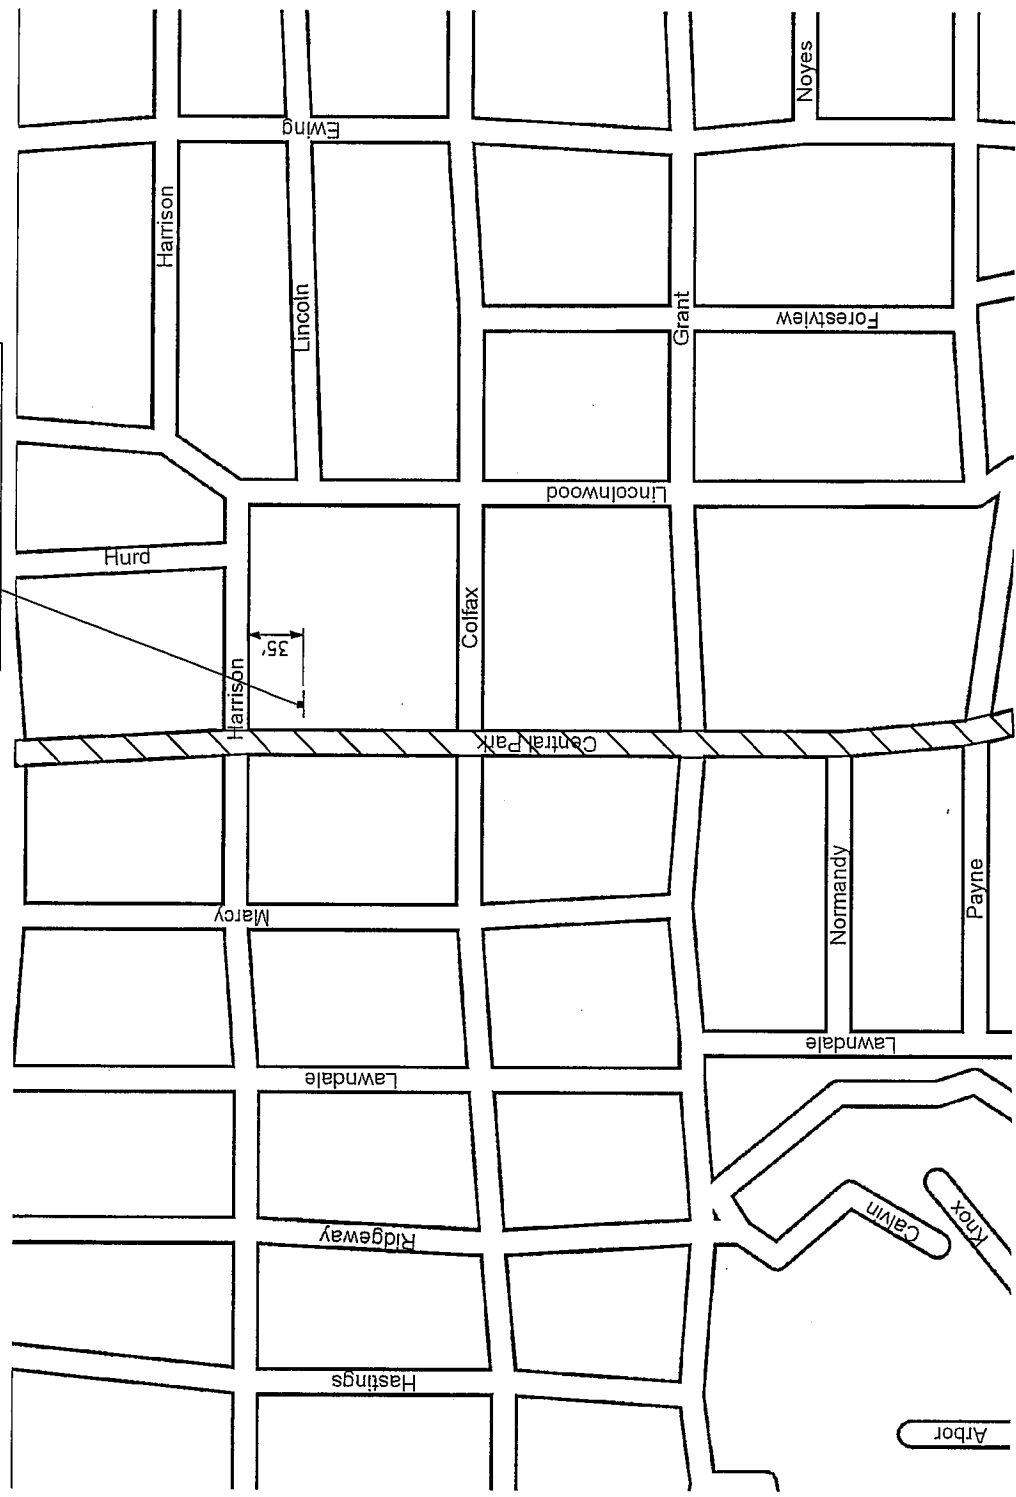 Noyes
Ewing
Harrison
Lincoln
Grant
Forestview
Lincolnwood
Hurd
Colfax
35'
Harrison
Central Park
Normandy
Payne
Marcy
Lawndale
Lawndale
Calvin
Knox
Ridgeway
Hastings
Arbor